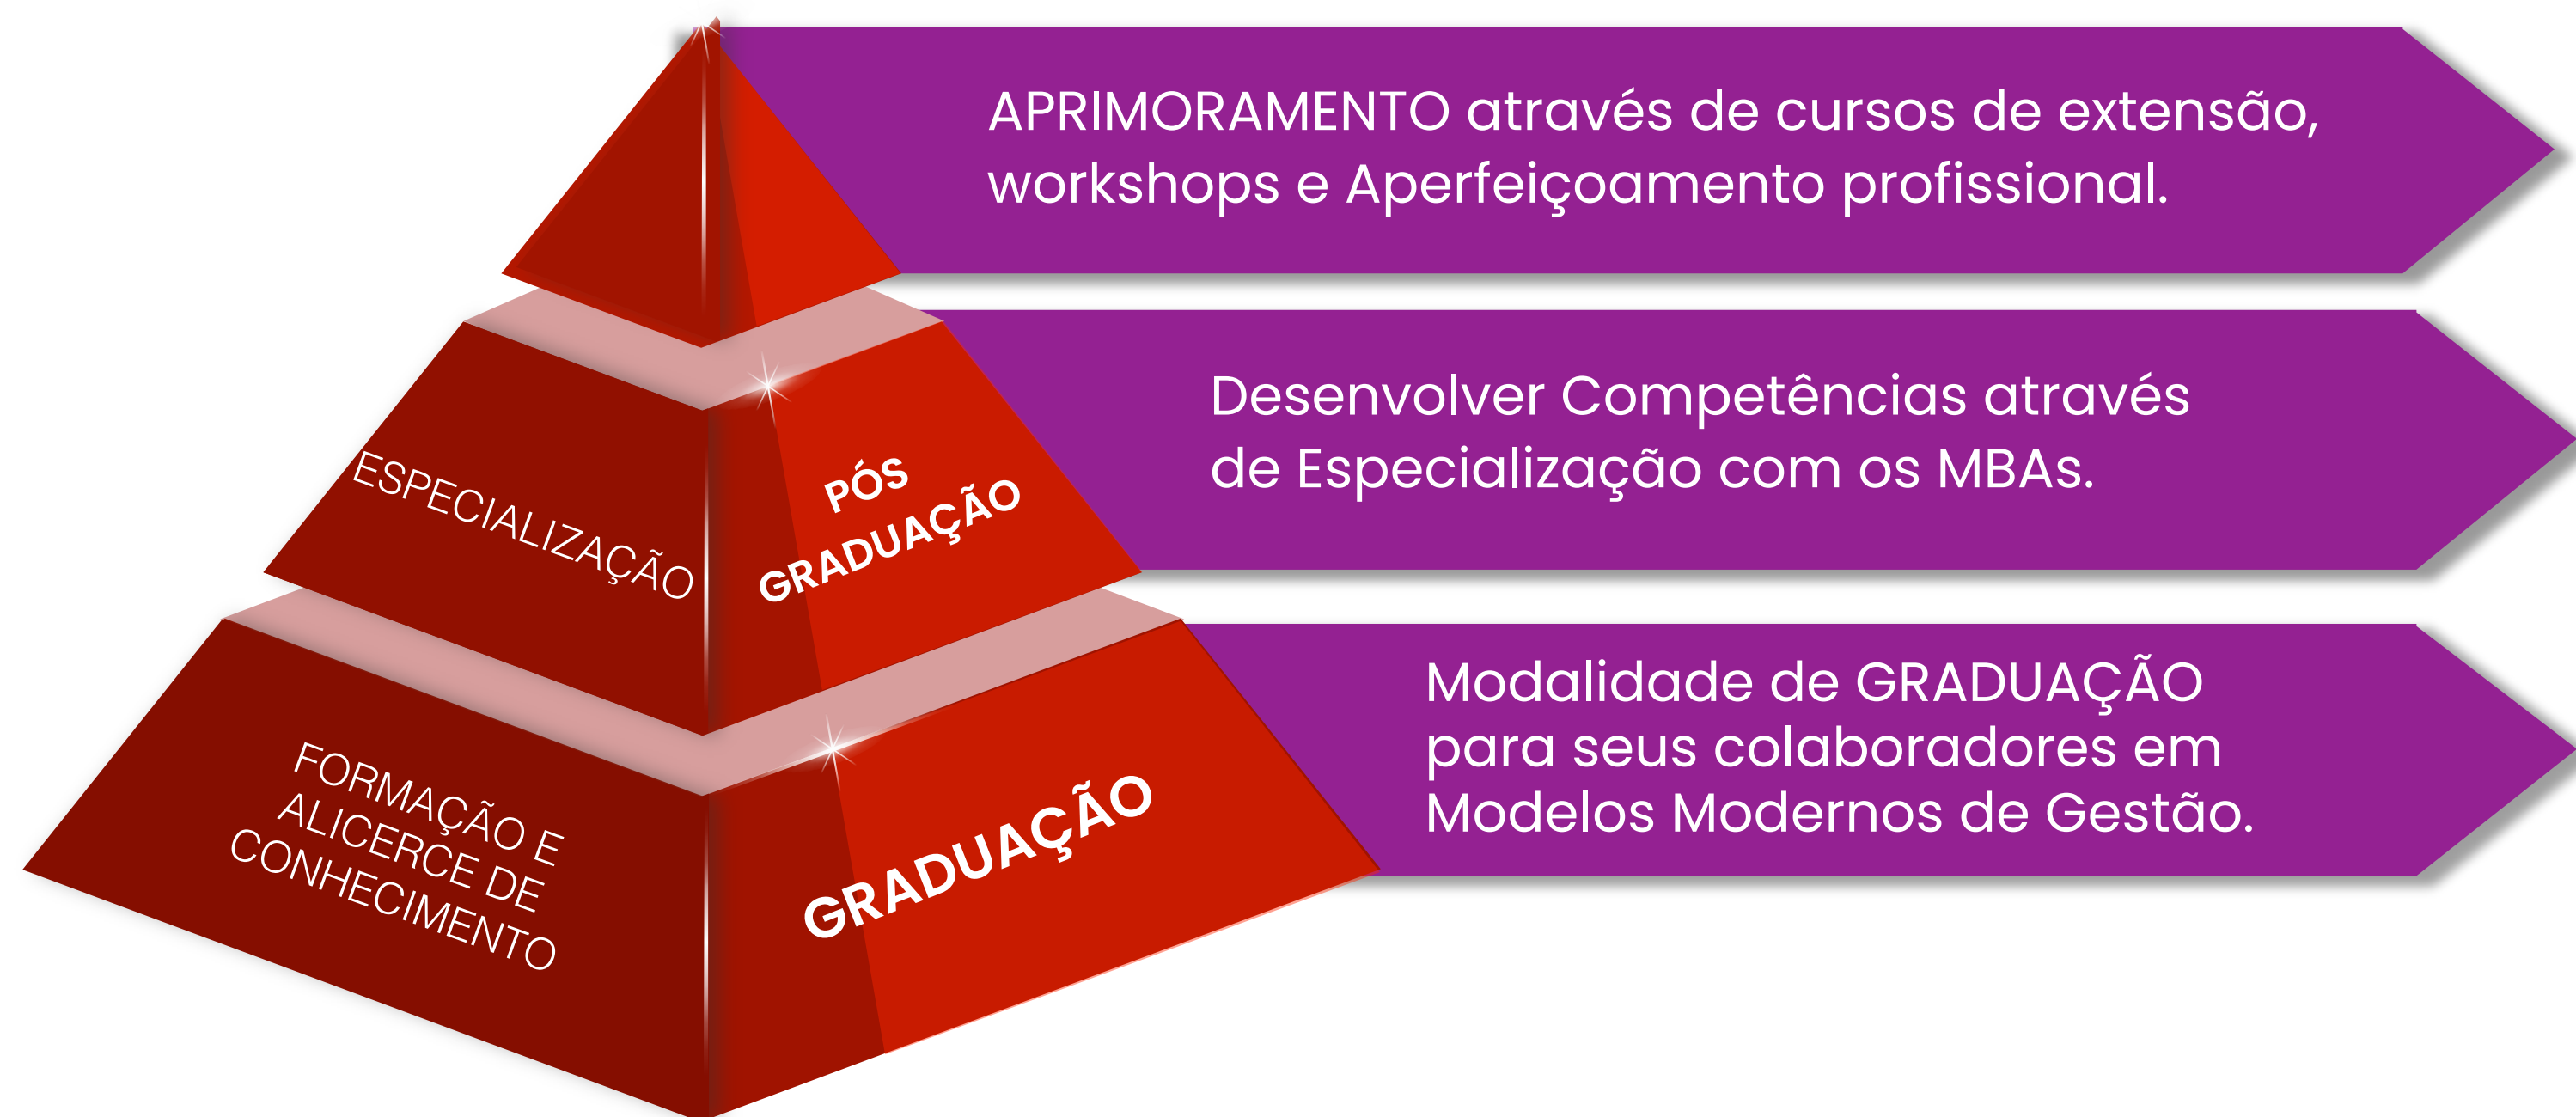 APRIMORAMENTO através de cursos de extensão,
workshops e Aperfeiçoamento profissional.
ESPECIALIZAÇÃO
PÓS
GRADUAÇÃO
Desenvolver Competências através
de Especialização com os MBAs.
FORMAÇÃO E
ALICERCE DE
CONHECIMENTO
GRADUAÇÃO
Modalidade de GRADUAÇÃO
para seus colaboradores em
Modelos Modernos de Gestão.